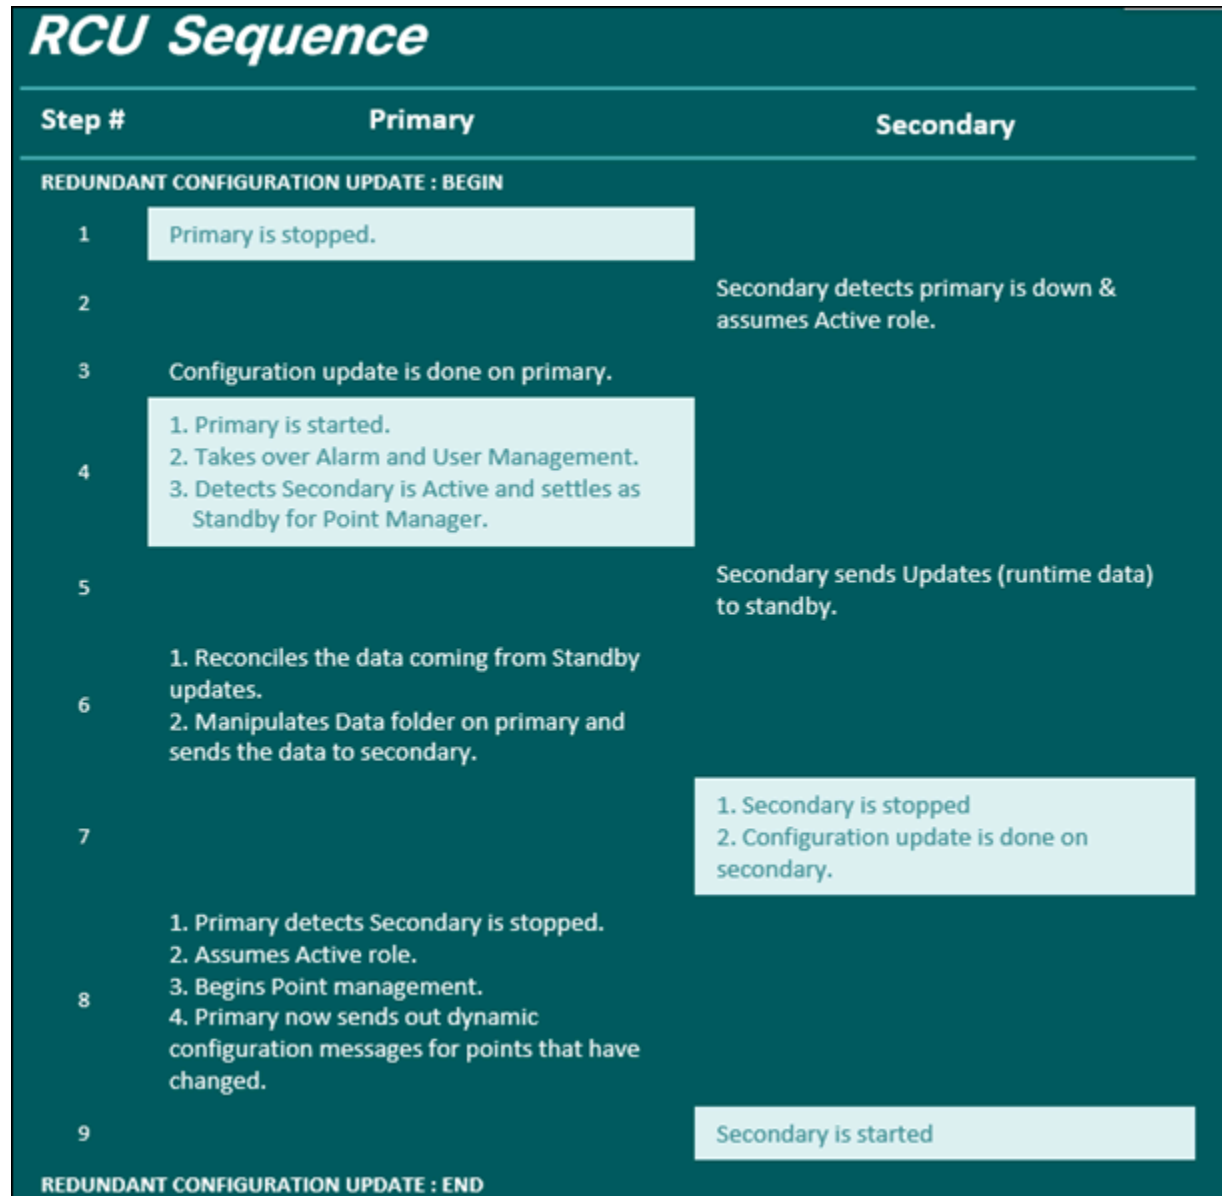 RCU Sequence
Step #
Primary
Secondary
REDUNDANT CONFIGURATION UPDATE : BEGIN
1
Primary is stopped.
2
Secondary detects primary is down &
assumes Active role.
3
Configuration update is done on primary.
4
1. Primary is started.
2. Takes over Alarm and User Management.
3. Detects Secondary is Active and settles as
Standby for Point Manager.
5
Secondary sends Updates (runtime data)
to standby.
6
1. Reconciles the data coming from Standby
updates.
2. Manipulates Data folder on primary and
sends the data to secondary.
7
1. Secondary is stopped
2. Configuration update is done on
secondary.
8
1. Primary detects Secondary is stopped.
2. Assumes Active role.
3. Begins Point management.
4. Primary now sends out dynamic
configuration messages for points that have
changed.
9
Secondary is started
REDUNDANT CONFIGURATION UPDATE : END